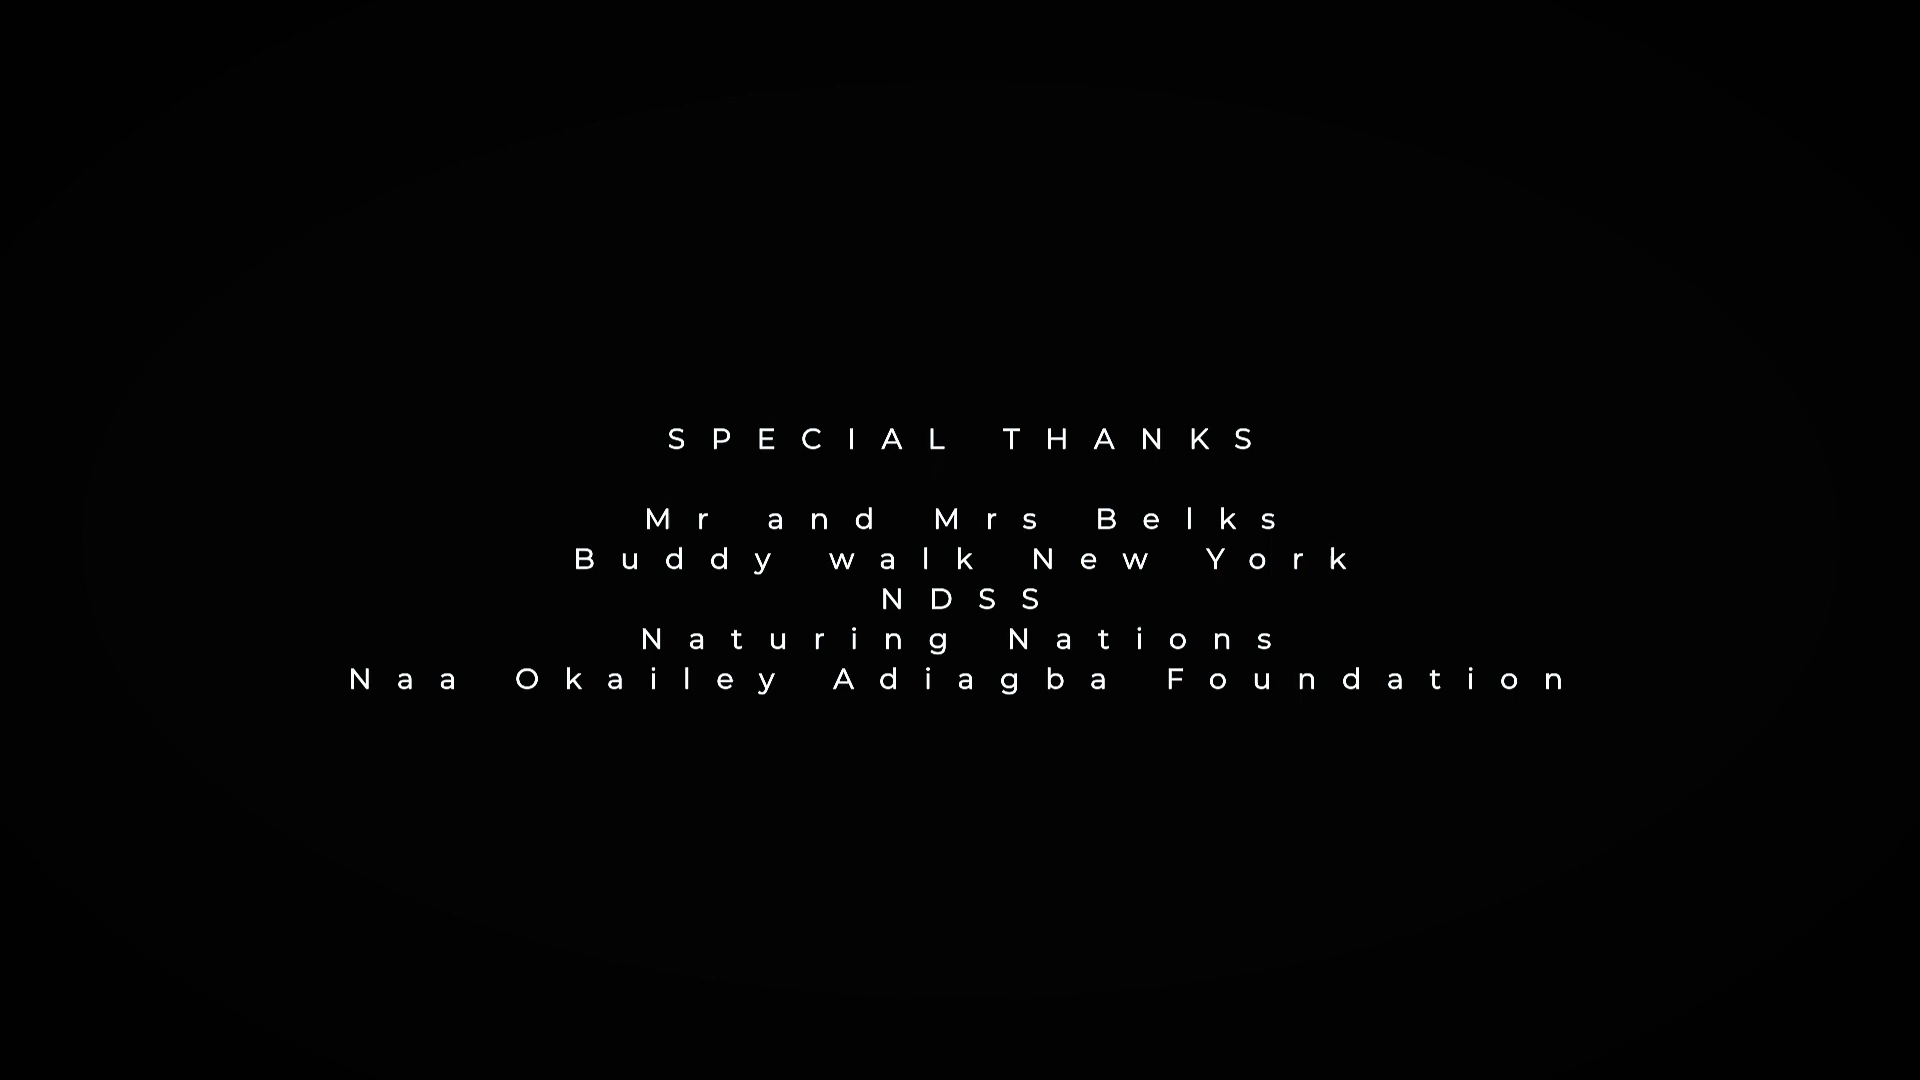 SPECIAL THANKS
Mr and Mrs Belks
Buddy walk New York
NDSS
Naturing Nations
Naa Okailey Adiagba Foundation